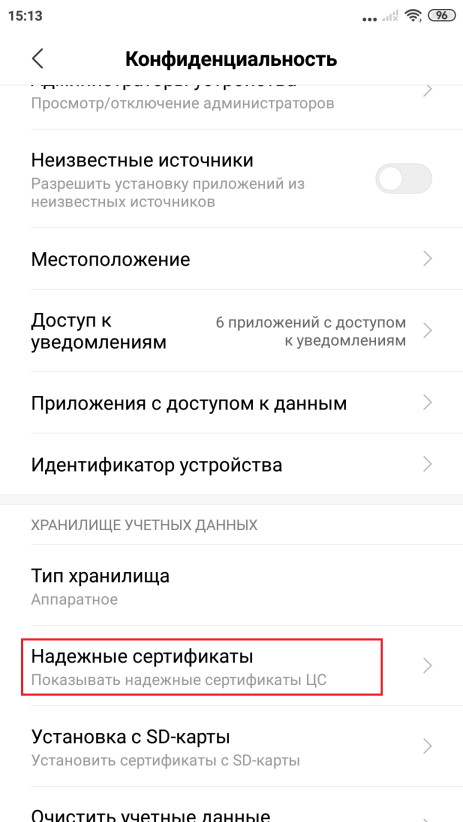 15:13
96
Конфиденциальность
Администраторы устройства
Просмотр/отключение администраторов
Неизвестные источники
Разрешить установку приложений из
неизвестных источников
Местоположение
Доступ к
уведомлениям
6 приложений с доступом
к уведомлениям
Приложения с доступом к данным
Идентификатор устройства
ХРАНИЛИЩЕ УЧЕТНЫХ ДАННЫХ
Тип хранилища
Аппаратное
Надежные сертификаты
Показывать надежные сертификаты ЦС
Установка с SD-карты
Установить сертификаты с SD-карты
Очистить учетные данные